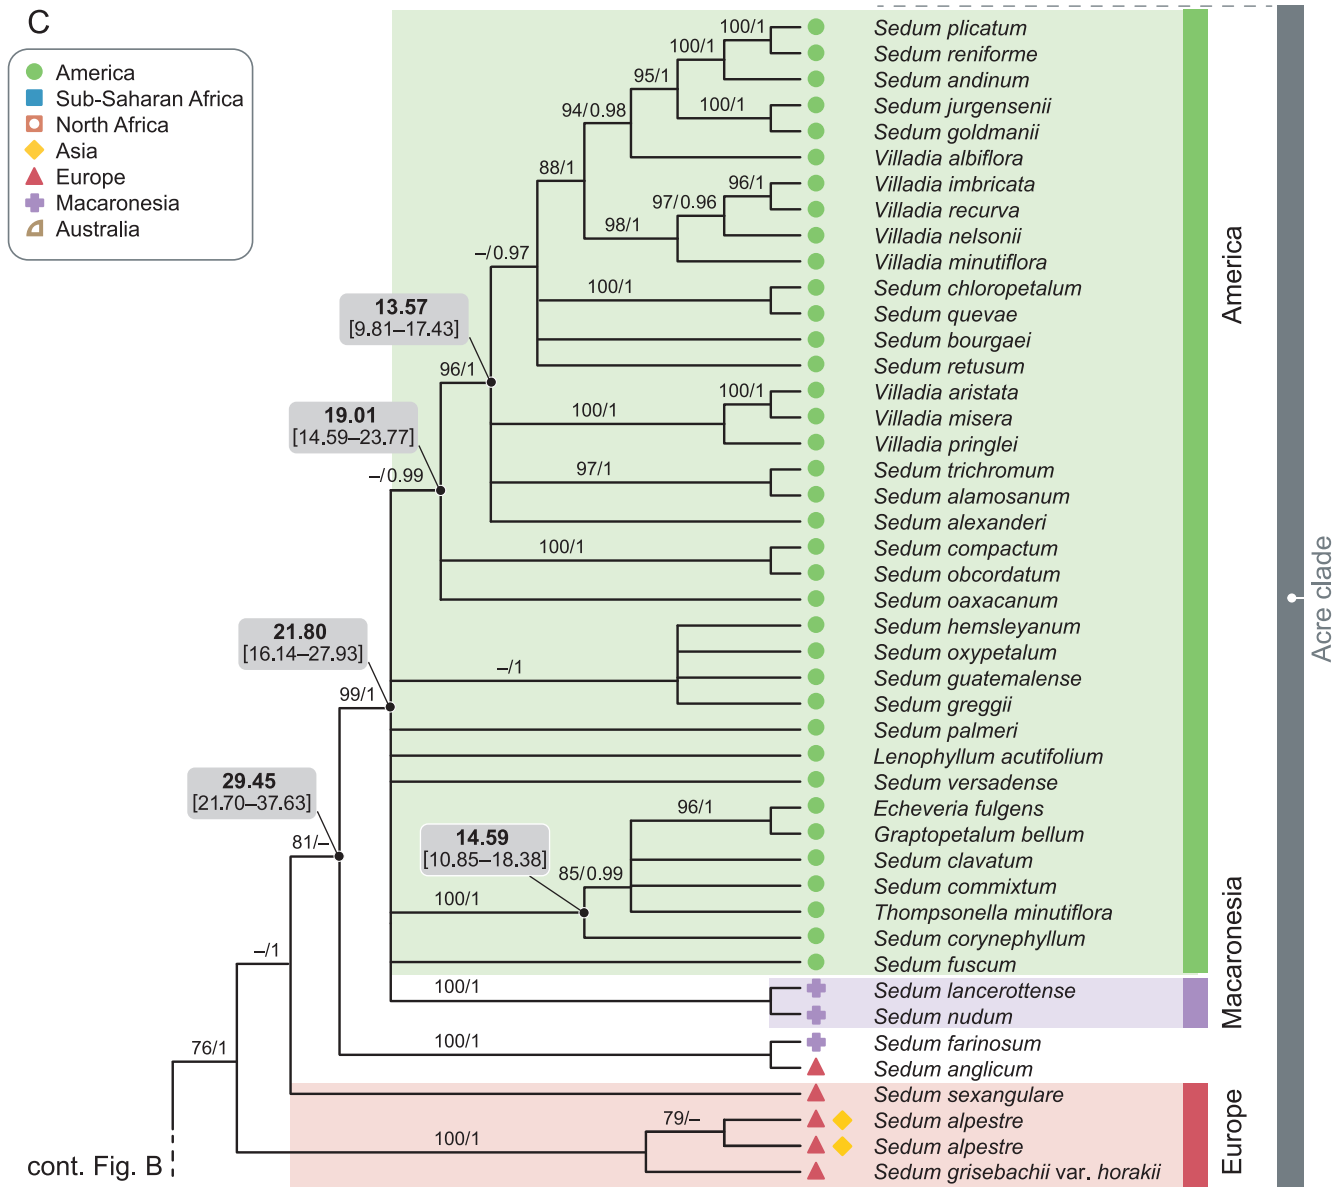 C
America
Sub-Saharan Africa
North Africa
Asia
Europe
Macaronesia
Australia
100/1
100/1
95/1
100/1
94/0.98
88/1
96/1
97/0.96
98/1
–/0.97
100/1
13.57
[9.81–17.43]
96/1
100/1
100/1
19.01
[14.59–23.77]
97/1
–/0.99
100/1
21.80
[16.14–27.93]
–/1
99/1
29.45
[21.70–37.63]
96/1
14.59
[10.85–18.38]
81/–
85/0.99
100/1
–/1
100/1
100/1
76/1
79/–
100/1
cont. Fig. B
Sedum plicatum
Sedum reniforme
Sedum andinum
Sedum jurgensenii
Sedum goldmanii
Villadia albiflora
Villadia imbricata
Villadia recurva
Villadia nelsonii
Villadia minutiflora
Sedum chloropetalum
Sedum quevae
Sedum bourgaei
Sedum retusum
Villadia aristata
Villadia misera
Villadia pringlei
Sedum trichromum
Sedum alamosanum
Sedum alexanderi
Sedum compactum
Sedum obcordatum
Sedum oaxacanum
Sedum hemsleyanum
Sedum oxypetalum
Sedum guatemalense
Sedum greggii
Sedum palmeri
Lenophyllum acutifolium
Sedum versadense
Echeveria fulgens
Graptopetalum bellum
Sedum clavatum
Sedum commixtum
Thompsonella minutiflora
Sedum corynephyllum
Sedum fuscum
Sedum lancerottense
Sedum nudum
Sedum farinosum
Sedum anglicum
Sedum sexangulare
Sedum alpestre
Sedum alpestre
Sedum grisebachii var. horakii
America
Macaronesia
Europe
Acre clade